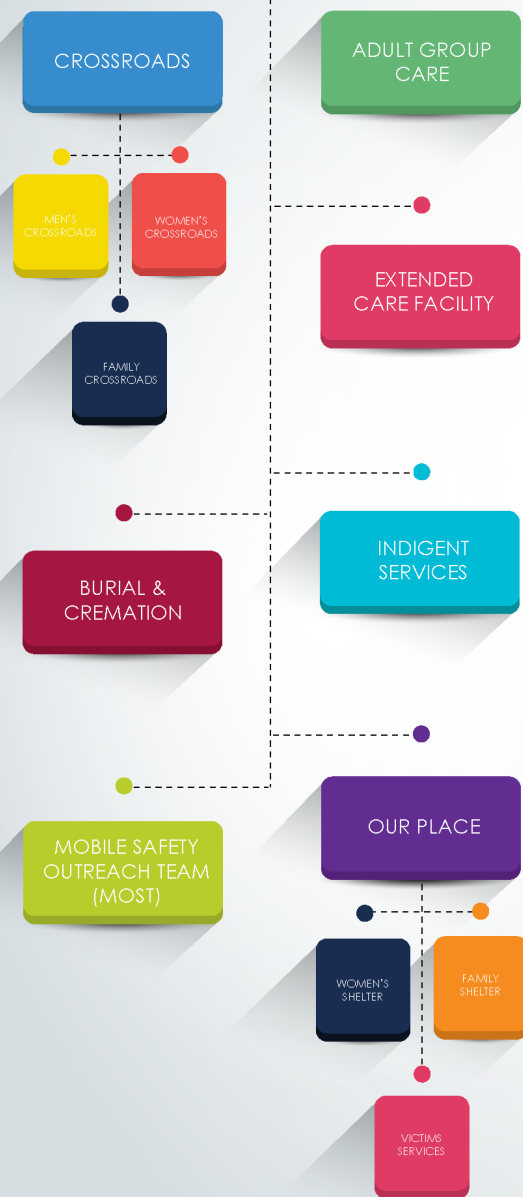 CROSSROADS
ADULT GROUP
CARE
MEN'S
CROSSROADS
WOMEN'S
CROSSROADS
FAMILY
CROSSROADS
EXTENDED
CARE FACILITY
BURIAL &
CREMATION
INDIGENT
SERVICES
MOBILE SAFETY
OUTREACH TEAM
(MOST)
OUR PLACE
WOMEN'S
SHELTER
FAMILY
SHELTER
VICTIMS
SERVICES